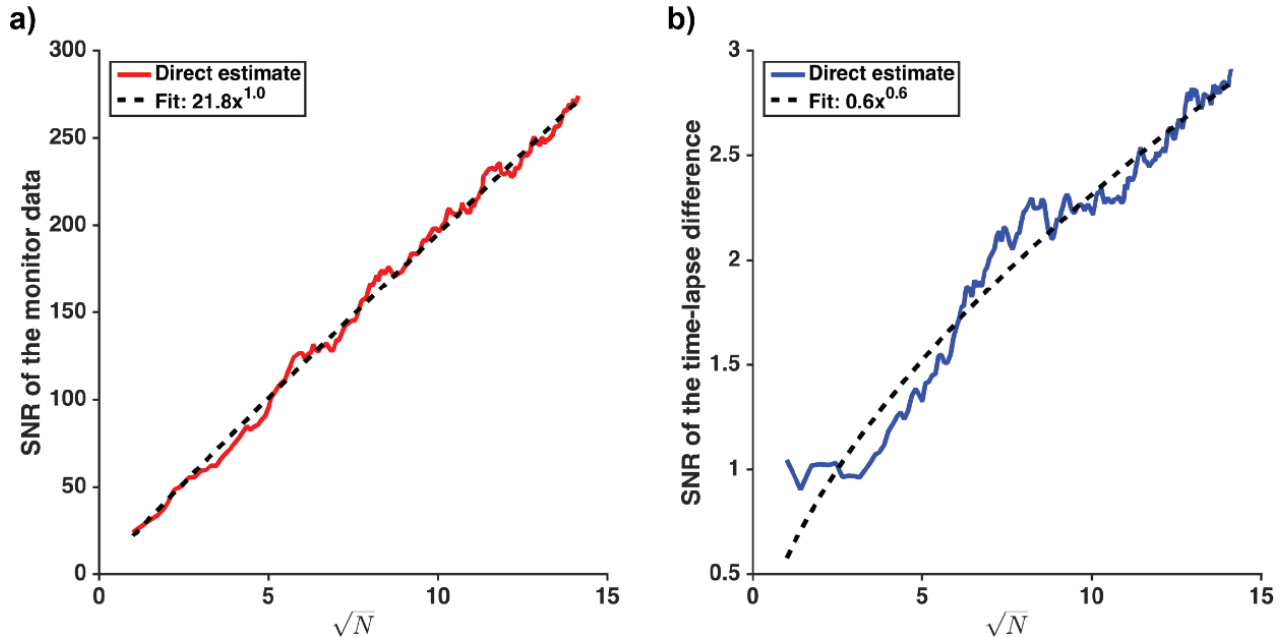 a)
SNR of the monitor data
300
250
200
150
100
50
0
Direct estimate
Fit: 21.8x^1.0
0
5
10
15
√N
b)
SNR of the time-lapse difference
3
2.5
2
1.5
1
0.5
Direct estimate
Fit: 0.6x^0.6
0
5
10
15
√N